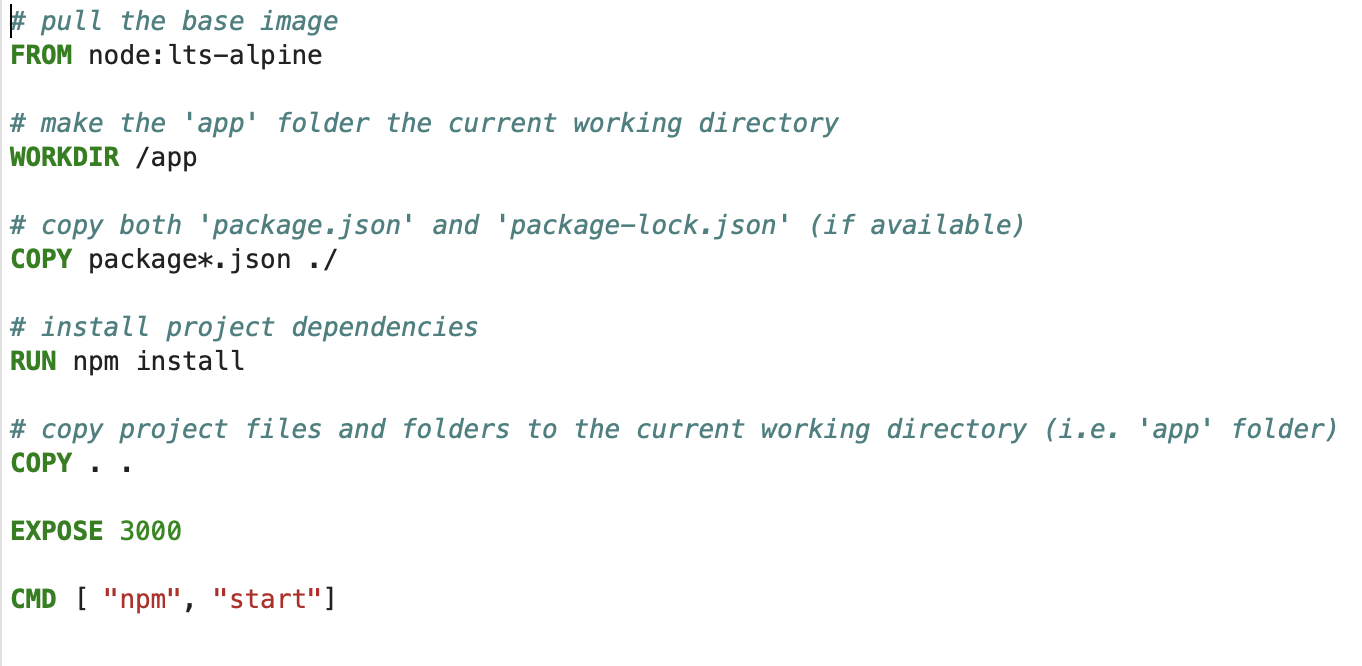 # pull the base image
FROM node:lts-alpine
# make the 'app' folder the current working directory
WORKDIR /app
# copy both 'package.json' and 'package-lock.json' (if available)
COPY package*.json ./
# install project dependencies
RUN npm install
# copy project files and folders to the current working directory (i.e. 'app' folder)
COPY . .
EXPOSE 3000
CMD [ "npm", "start"]